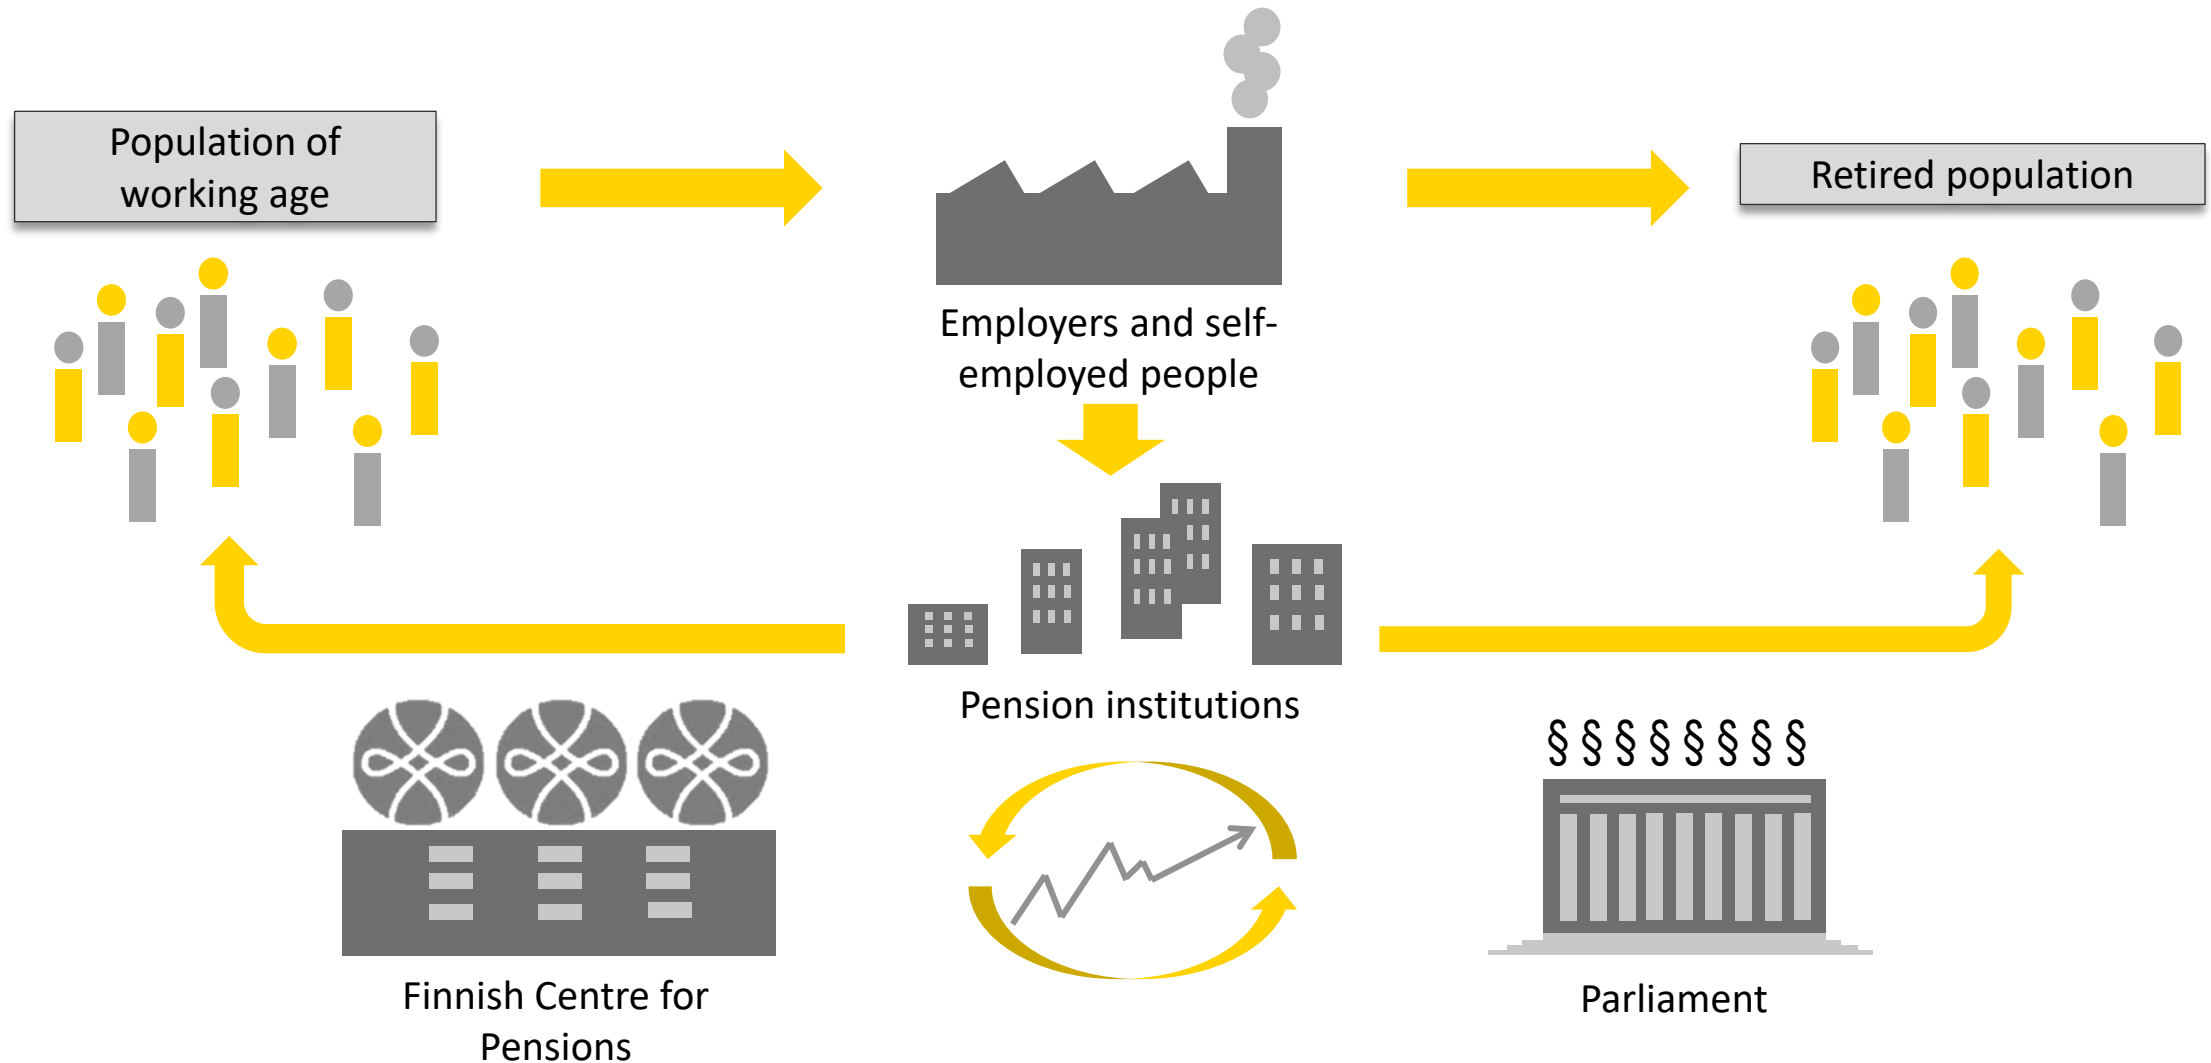 Population of
working age
Retired population
Employers and self-
employed people
Pension institutions
§ § § § § § § §
Finnish Centre for
Pensions
Parliament